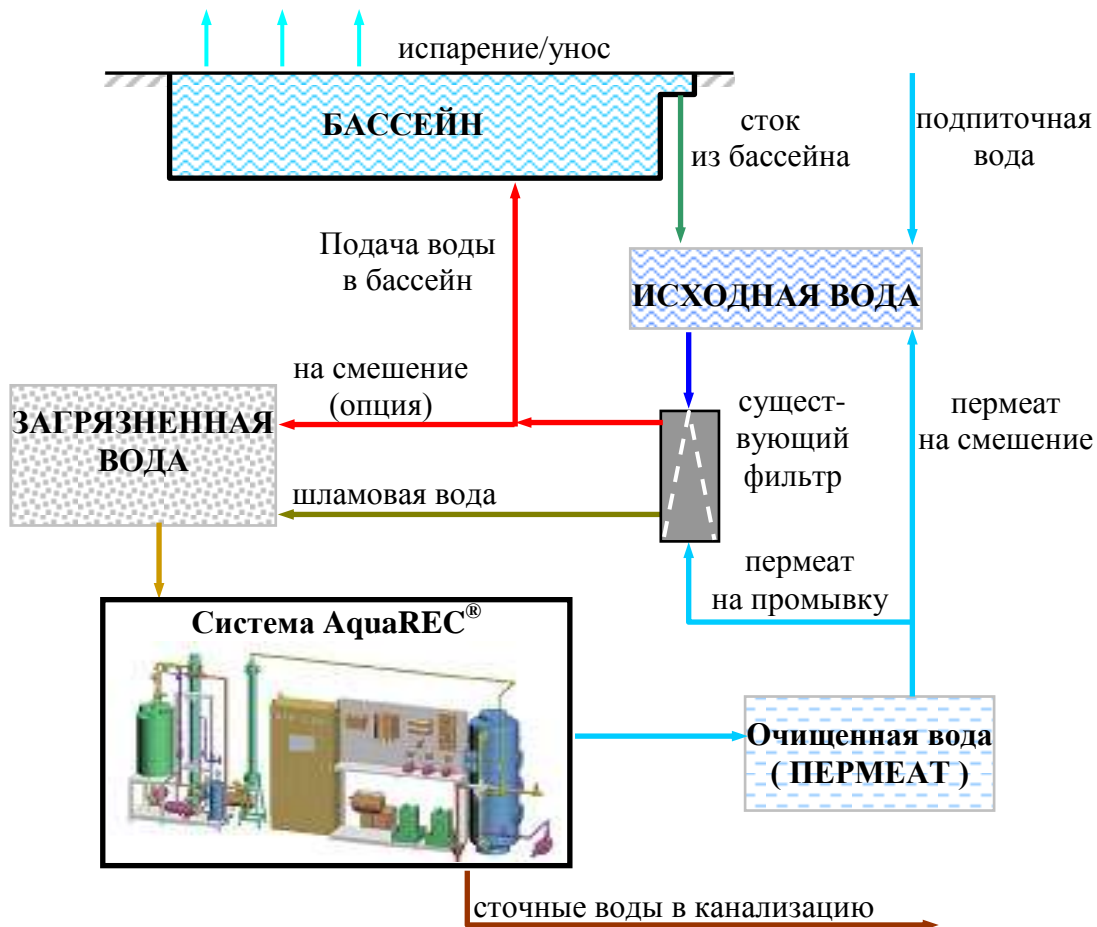 испарение/унос
БАССЕЙН
сток
из бассейна
подпиточная
вода
Подача воды
в бассейн
ИСХОДНАЯ ВОДА
на смешение
(опция)
ЗАГРЯЗНЕННАЯ
ВОДА
сущест-
вующий
фильтр
пермеат
на смешение
шламовая вода
пермеат
на промывку
Система AquaREC®
Очищенная вода
( ПЕРМЕАТ )
сточные воды в канализацию